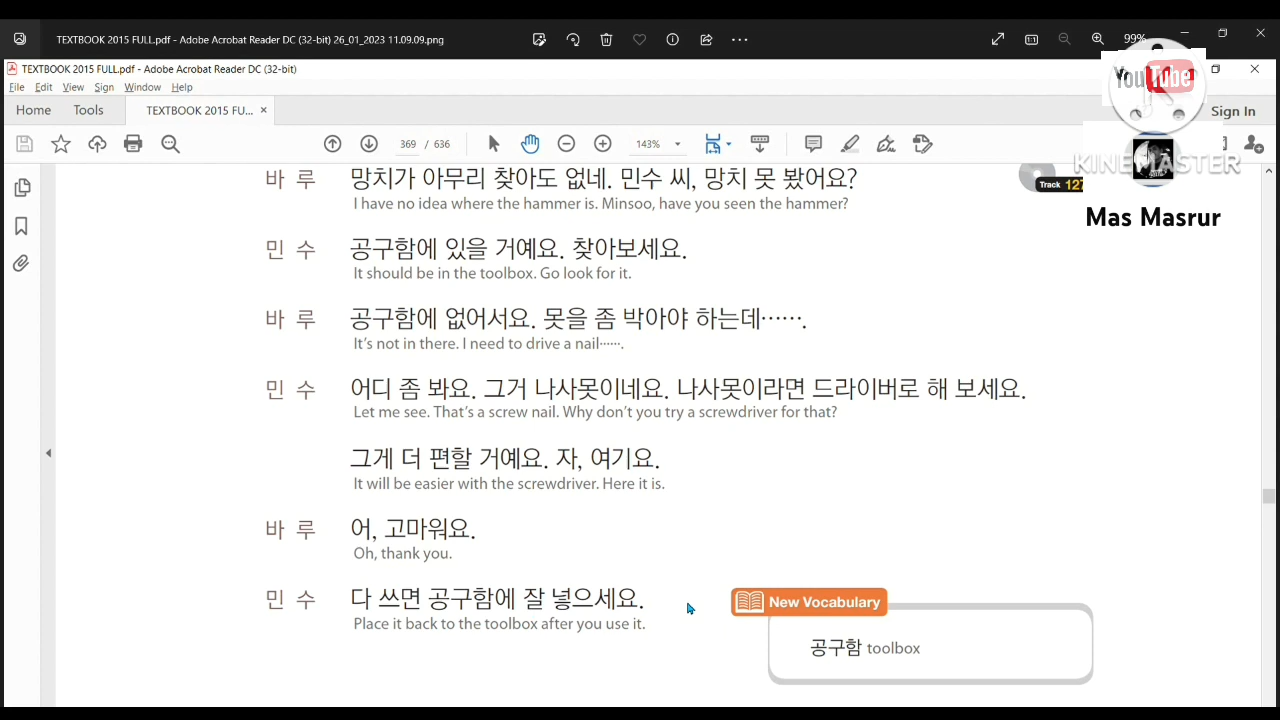 TEXTBOOK 2015 FULL.pdf - Adobe Acrobat Reader DC (32-bit) 26_01_2023 11.09.09.png
99%
TEXTBOOK 2015 FULL.pdf - Adobe Acrobat Reader DC (32-bit)
File Edit View Sign Window Help
YouTube
Home Tools TEXTBOOK 2015 FU... × Sign In
369 / 636 143%
KINEMASTER
바 루 망치가 아무리 찾아도 없네. 민수 씨, 망치 못 봤어요? Track 127
I have no idea where the hammer is. Minsoo, have you seen the hammer?
Mas Masrur
민 수 공구함에 있을 거예요. 찾아보세요.
It should be in the toolbox. Go look for it.
바 루 공구함에 없어서요. 못을 좀 박아야 하는데…….
It's not in there. I need to drive a nail…….
민 수 어디 좀 봐요. 그거 나사못이네요. 나사못이라면 드라이버로 해 보세요.
Let me see. That's a screw nail. Why don't you try a screwdriver for that?
그게 더 편할 거예요. 자, 여기요.
It will be easier with the screwdriver. Here it is.
바 루 어, 고마워요.
Oh, thank you.
민 수 다 쓰면 공구함에 잘 넣으세요.
Place it back to the toolbox after you use it.
New Vocabulary
공구함 toolbox